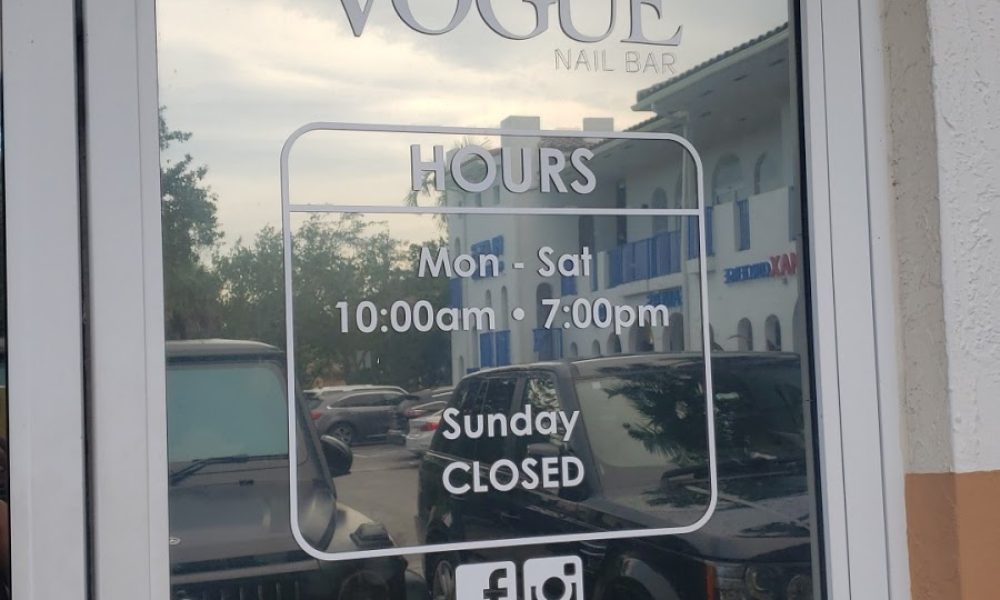 VOGUE
NAIL BAR
HOURS
Mon - Sat
10:00am • 7:00pm
Sunday
CLOSED